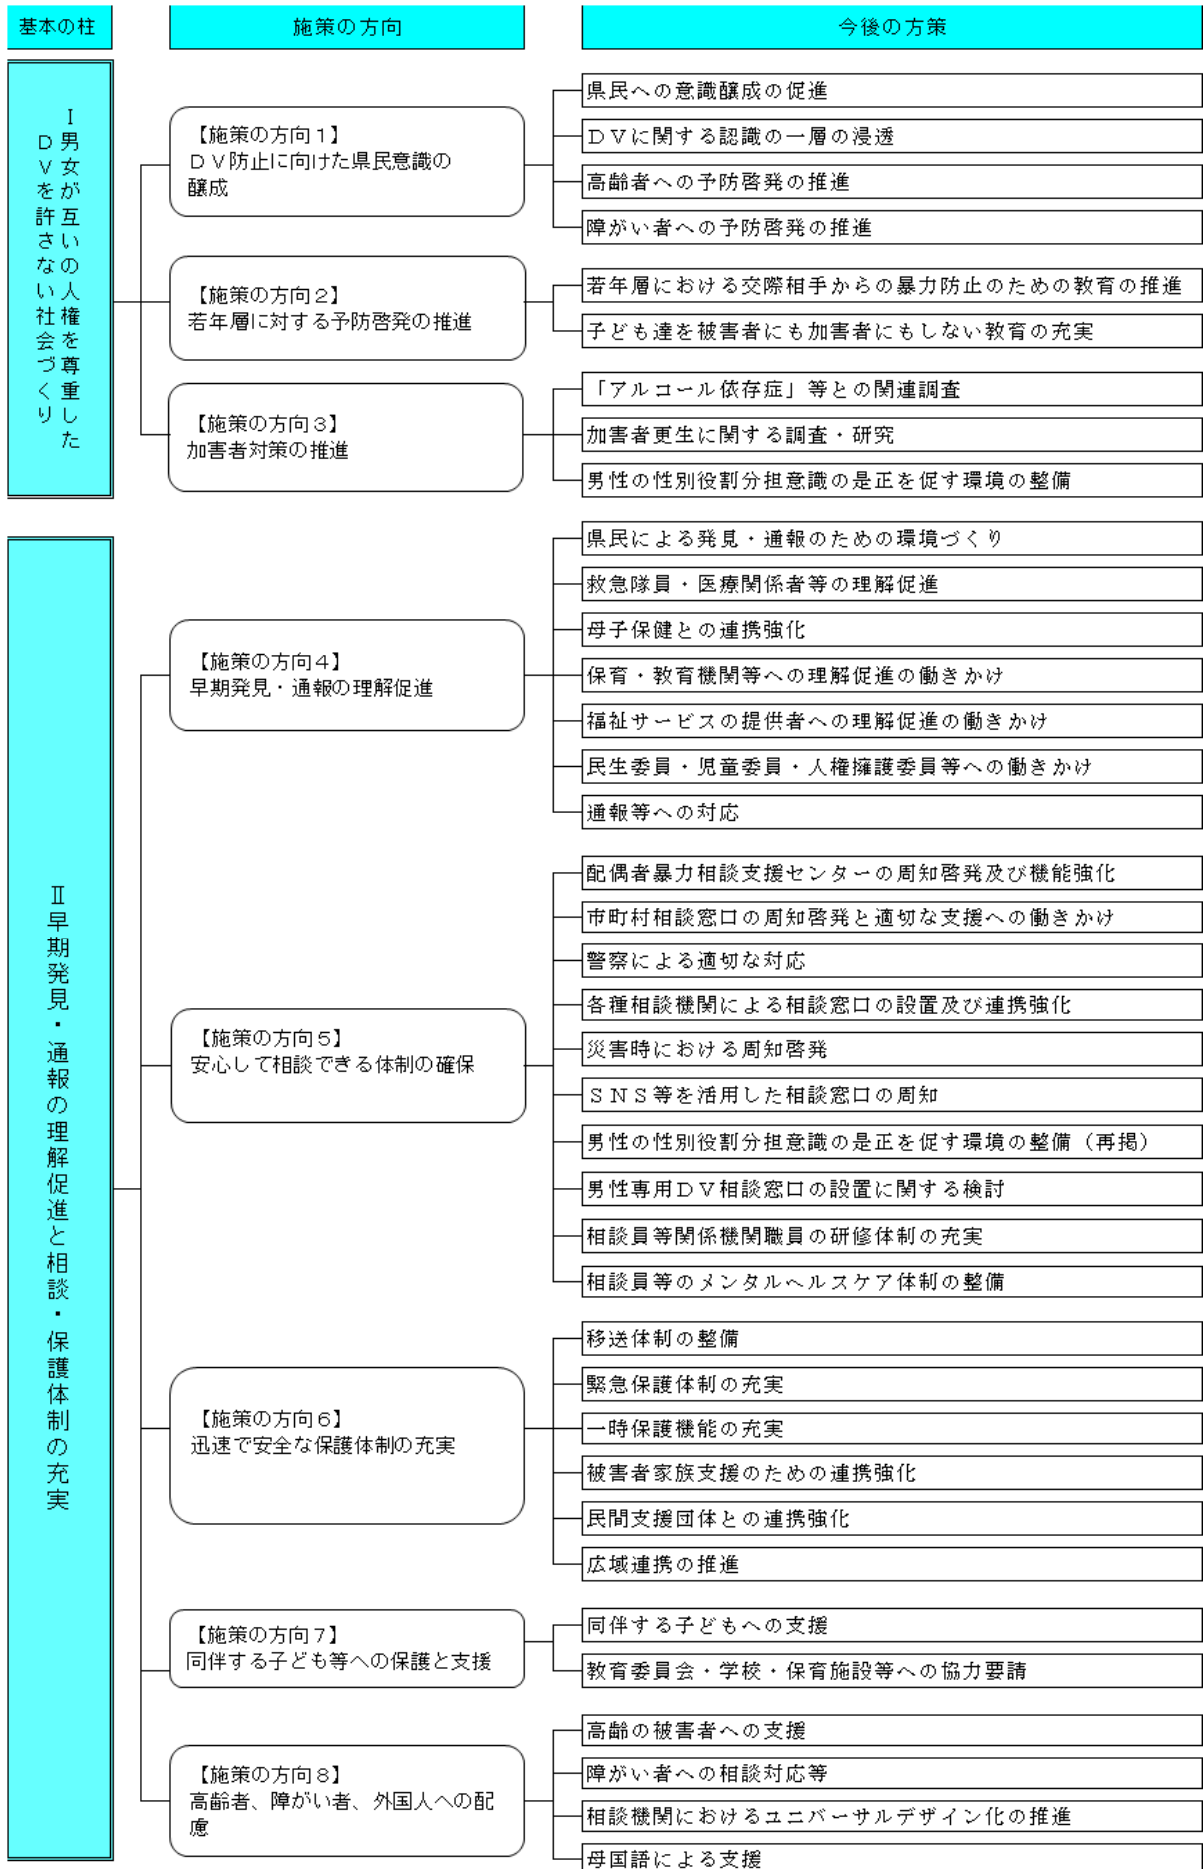 基本の柱
施策の方向
今後の方策
Ⅰ男女が互いの人権を尊重した
ＤＶを許さない社会づくり
【施策の方向１】
ＤＶ防止に向けた県民意識の
醸成
県民への意識醸成の促進
ＤＶに関する認識の一層の浸透
高齢者への予防啓発の推進
障がい者への予防啓発の推進
【施策の方向２】
若年層に対する予防啓発の推進
若年層における交際相手からの暴力防止のための教育の推進
子ども達を被害者にも加害者にもしない教育の充実
【施策の方向３】
加害者対策の推進
「アルコール依存症」等との関連調査
加害者更生に関する調査・研究
男性の性別役割分担意識の是正を促す環境の整備
Ⅱ早期発見・通報の理解促進と相談・保護体制の充実
【施策の方向４】
早期発見・通報の理解促進
県民による発見・通報のための環境づくり
救急隊員・医療関係者等の理解促進
母子保健との連携強化
保育・教育機関等への理解促進の働きかけ
福祉サービスの提供者への理解促進の働きかけ
民生委員・児童委員・人権擁護委員等への働きかけ
通報等への対応
【施策の方向５】
安心して相談できる体制の確保
配偶者暴力相談支援センターの周知啓発及び機能強化
市町村相談窓口の周知啓発と適切な支援への働きかけ
警察による適切な対応
各種相談機関による相談窓口の設置及び連携強化
災害時における周知啓発
ＳＮＳ等を活用した相談窓口の周知
男性の性別役割分担意識の是正を促す環境の整備（再掲）
男性専用ＤＶ相談窓口の設置に関する検討
相談員等関係機関職員の研修体制の充実
相談員等のメンタルヘルスケア体制の整備
【施策の方向６】
迅速で安全な保護体制の充実
移送体制の整備
緊急保護体制の充実
一時保護機能の充実
被害者家族支援のための連携強化
民間支援団体との連携強化
広域連携の推進
【施策の方向７】
同伴する子ども等への保護と支援
同伴する子どもへの支援
教育委員会・学校・保育施設等への協力要請
【施策の方向８】
高齢者、障がい者、外国人への配
慮
高齢の被害者への支援
障がい者への相談対応等
相談機関におけるユニバーサルデザイン化の推進
母国語による支援